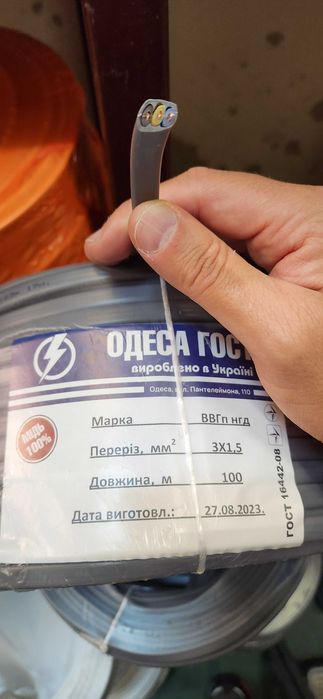 ОДЕСА ГОСТ
вироблено в Україні
Одеса, вул. Пантелеймона, 110
МІДЬ
100%
Марка ВВГп нгд
Переріз, мм² 3Х1,5
Довжина, м 100
Дата виготовл.: 27.08.2023.
ГОСТ 16442-08